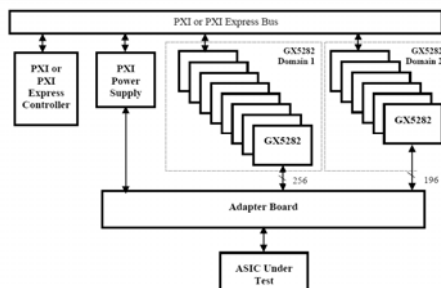 PXI or PXI Express Bus
GX5282
Domain 1
GX5282
Domain 2
PXI or
PXI
Express
Controller
PXI
Power
Supply
GX5282
GX5282
256
196
Adapter Board
ASIC Under
Test